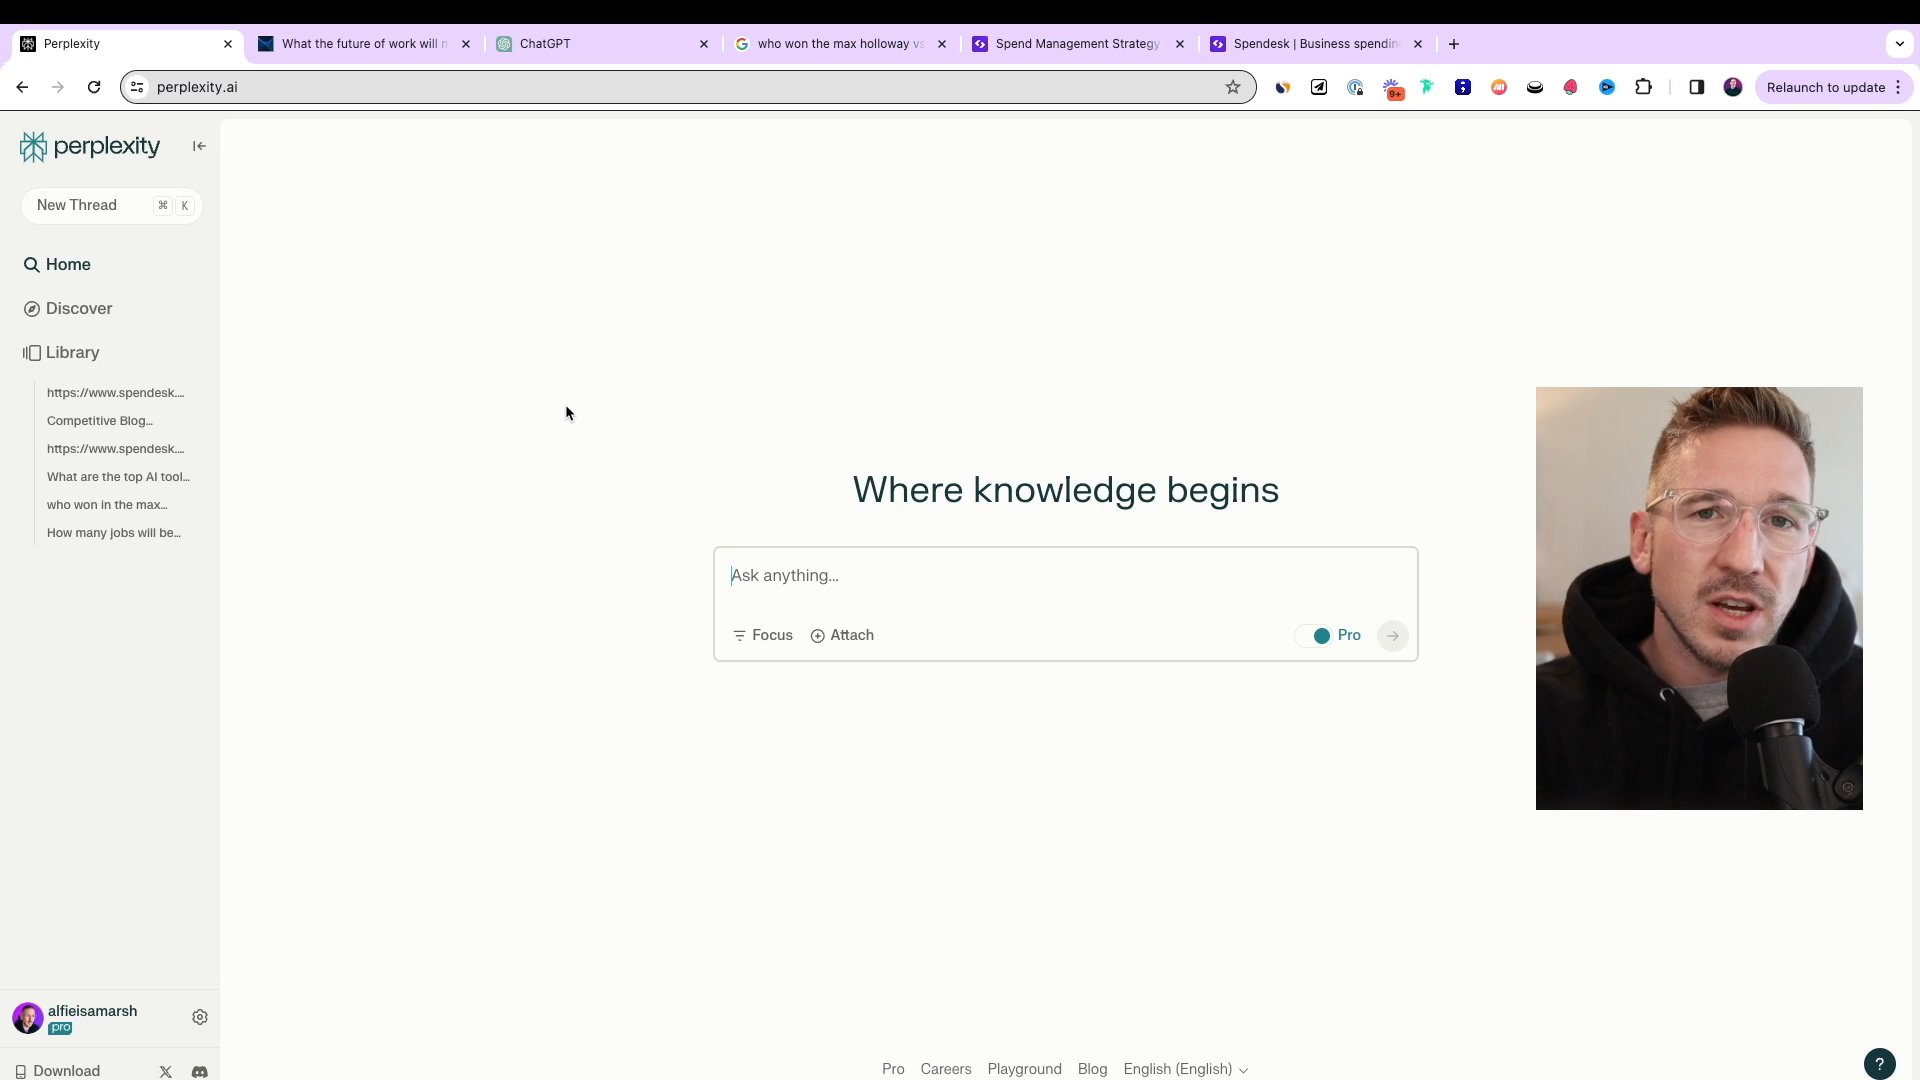 Perplexity
What the future of work will
ChatGPT
who won the max holloway vs
Spend Management Strategy
Spendesk | Business spendin
perplexity.ai
9+
Relaunch to update
perplexity
New Thread ⌘ K
Home
Discover
Library
https://www.spendesk....
Competitive Blog...
https://www.spendesk....
What are the top AI tool...
who won in the max...
How many jobs will be...
Where knowledge begins
Ask anything...
Focus
Attach
Pro
alfieisamarsh
pro
Download
Pro
Careers
Playground
Blog
English (English)
?